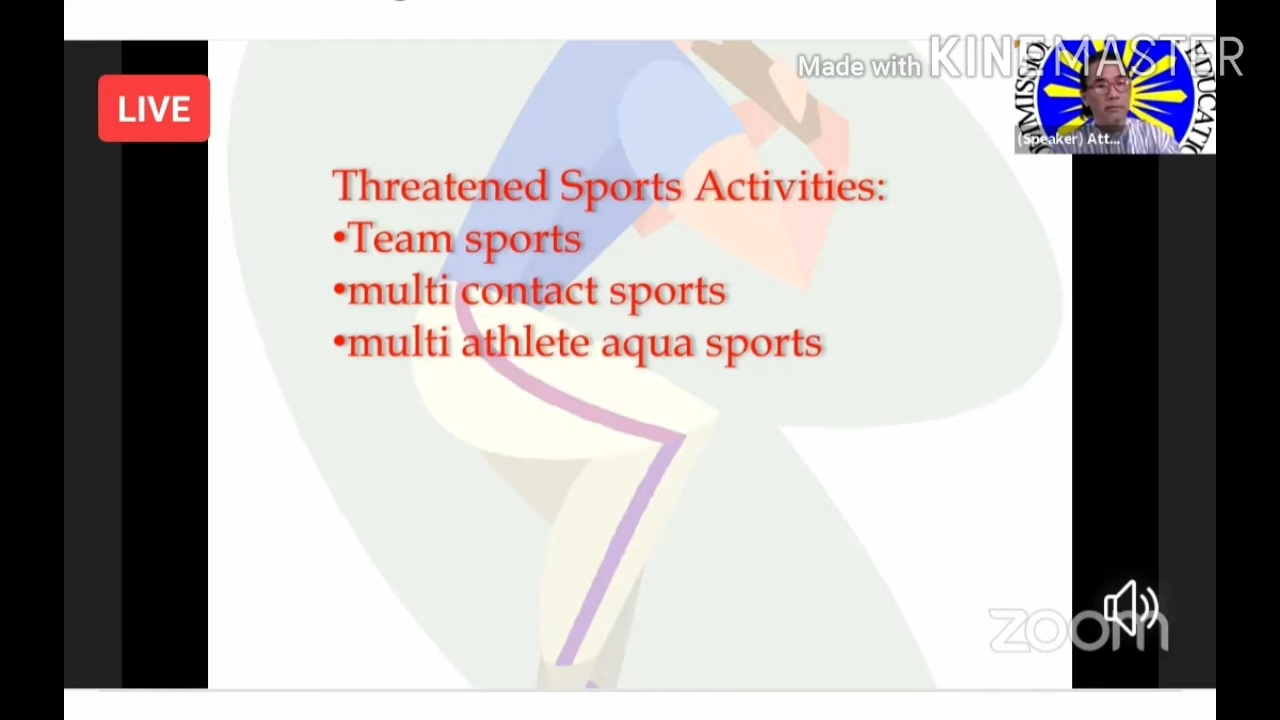 Made with KINEMASTER
LIVE
(Speaker) Att...
Threatened Sports Activities:
•Team sports
•multi contact sports
•multi athlete aqua sports
zoom